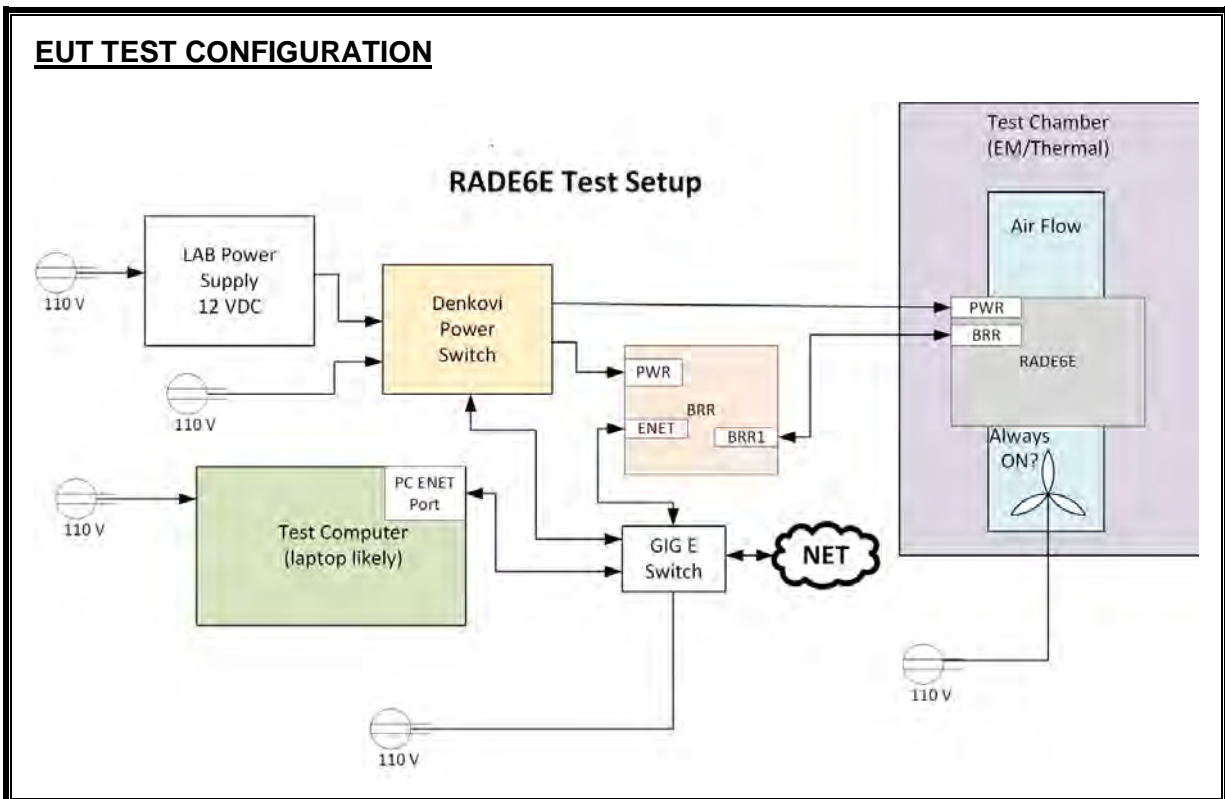 EUT TEST CONFIGURATION
RADE6E Test Setup
Test Chamber
(EM/Thermal)
Air Flow
LAB Power
Supply
12 VDC
110 V
Denkovi
Power
Switch
PWR
BRR
RADE6E
110 V
PWR
BRR
ENET
BRR1
Always
ON?
PC ENET
Port
Test Computer
(laptop likely)
110 V
GIG E
Switch
NET
110 V
110 V